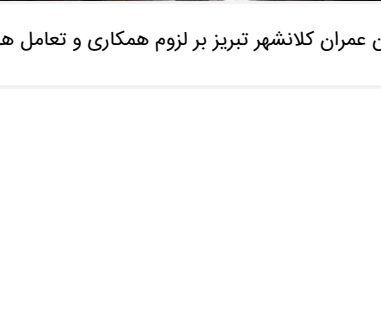 عمران کلانشهر تبریز بر لزوم همکاری و تعامل